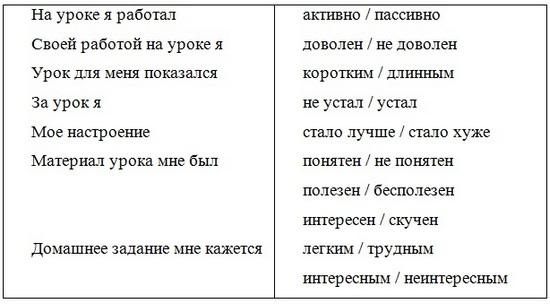 На уроке я работал активно / пассивно
Своей работой на уроке я доволен / не доволен
Урок для меня показался коротким / длинным
За урок я не устал / устал
Мое настроение стало лучше / стало хуже
Материал урока мне был понятен / не понятен
полезен / бесполезен
интересен / скучен
Домашнее задание мне кажется легким / трудным
интересным / неинтересным